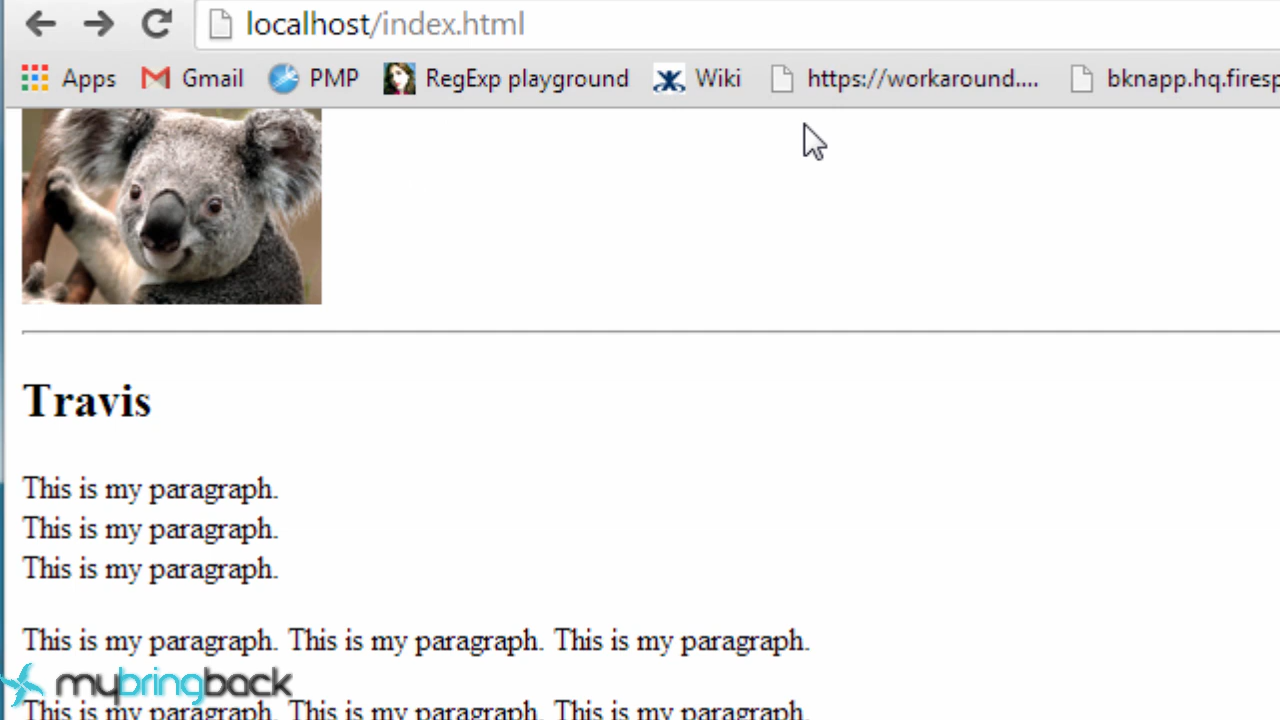 localhost/index.html
Apps Gmail PMP RegExp playground Wiki https://workaround.... bknapp.hq.firesp
Travis
This is my paragraph.
This is my paragraph.
This is my paragraph.
This is my paragraph. This is my paragraph. This is my paragraph.
mybringback
This is my paragraph. This is my paragraph. This is my paragraph.